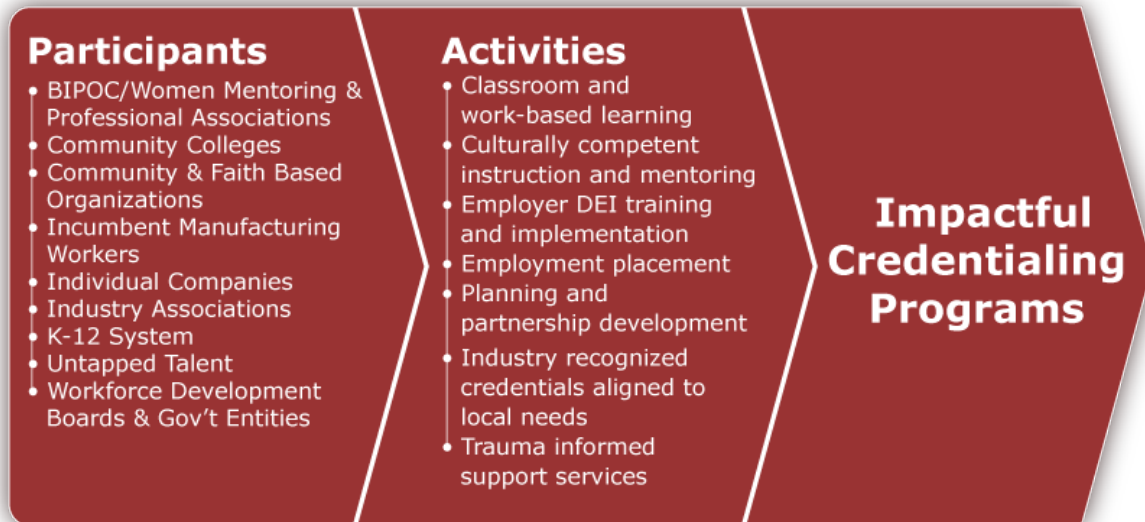 Participants
• BIPOC/Women Mentoring &
Professional Associations
• Community Colleges
• Community & Faith Based
Organizations
• Incumbent Manufacturing
Workers
• Individual Companies
• Industry Associations
• K-12 System
• Untapped Talent
• Workforce Development
Boards & Gov't Entities
Activities
• Classroom and
work-based learning
• Culturally competent
instruction and mentoring
• Employer DEI training
and implementation
• Employment placement
• Planning and
partnership development
• Industry recognized
credentials aligned to
local needs
• Trauma informed
support services
Impactful
Credentialing
Programs